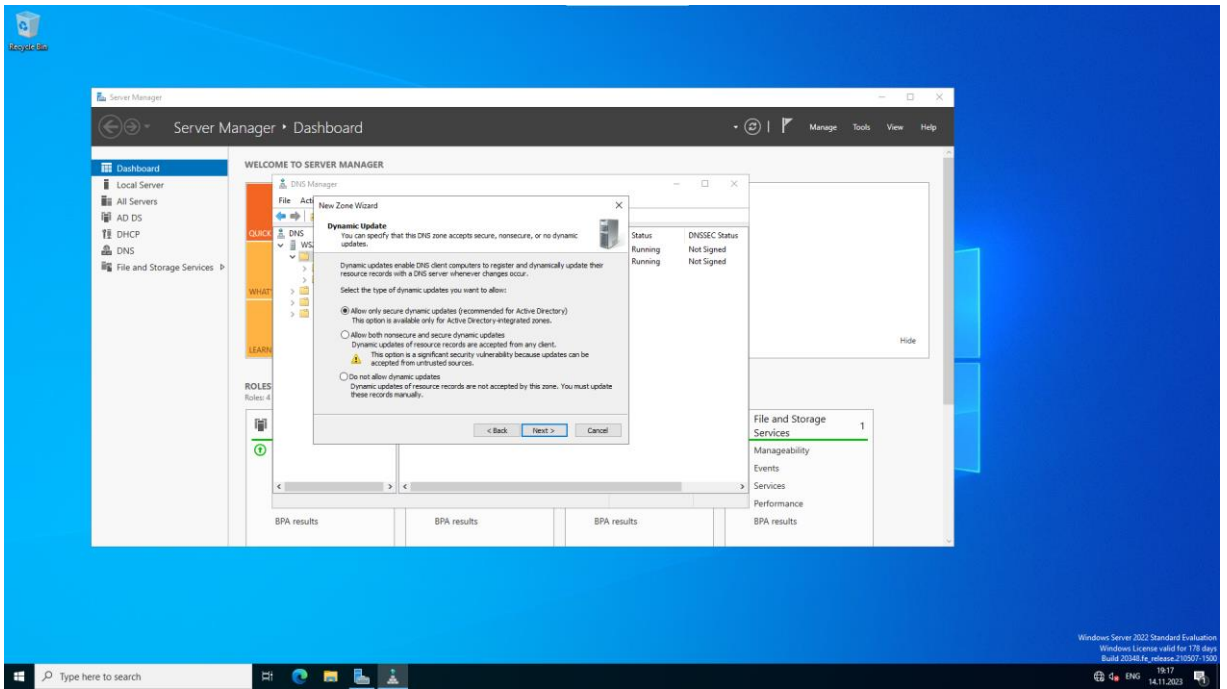 Recycle Bin
Server Manager
Server Manager • Dashboard
Manage Tools View Help
Dashboard
Local Server
All Servers
AD DS
DHCP
DNS
File and Storage Services
WELCOME TO SERVER MANAGER
QUICK
WHAT'
LEARN
Hide
ROLES
Roles: 4
DNS Manager
File Acti
DNS
WS
Status DNSSEC Status
Running Not Signed
Running Not Signed
New Zone Wizard
Dynamic Update
You can specify that this DNS zone accepts secure, nonsecure, or no dynamic
updates.
Dynamic updates enable DNS client computers to register and dynamically update their
resource records with a DNS server whenever changes occur.
Select the type of dynamic updates you want to allow:
Allow only secure dynamic updates (recommended for Active Directory)
This option is available only for Active Directory-integrated zones.
Allow both nonsecure and secure dynamic updates
Dynamic updates of resource records are accepted from any client.
This option is a significant security vulnerability because updates can be
accepted from untrusted sources.
Do not allow dynamic updates
Dynamic updates of resource records are not accepted by this zone. You must update
these records manually.
< Back Next > Cancel
File and Storage
Services
1
Manageability
Events
Services
Performance
BPA results BPA results BPA results BPA results
Windows Server 2022 Standard Evaluation
Windows License valid for 178 days
Build 20348.fe_release.210507-1500
Type here to search
ENG
19:17
14.11.2023